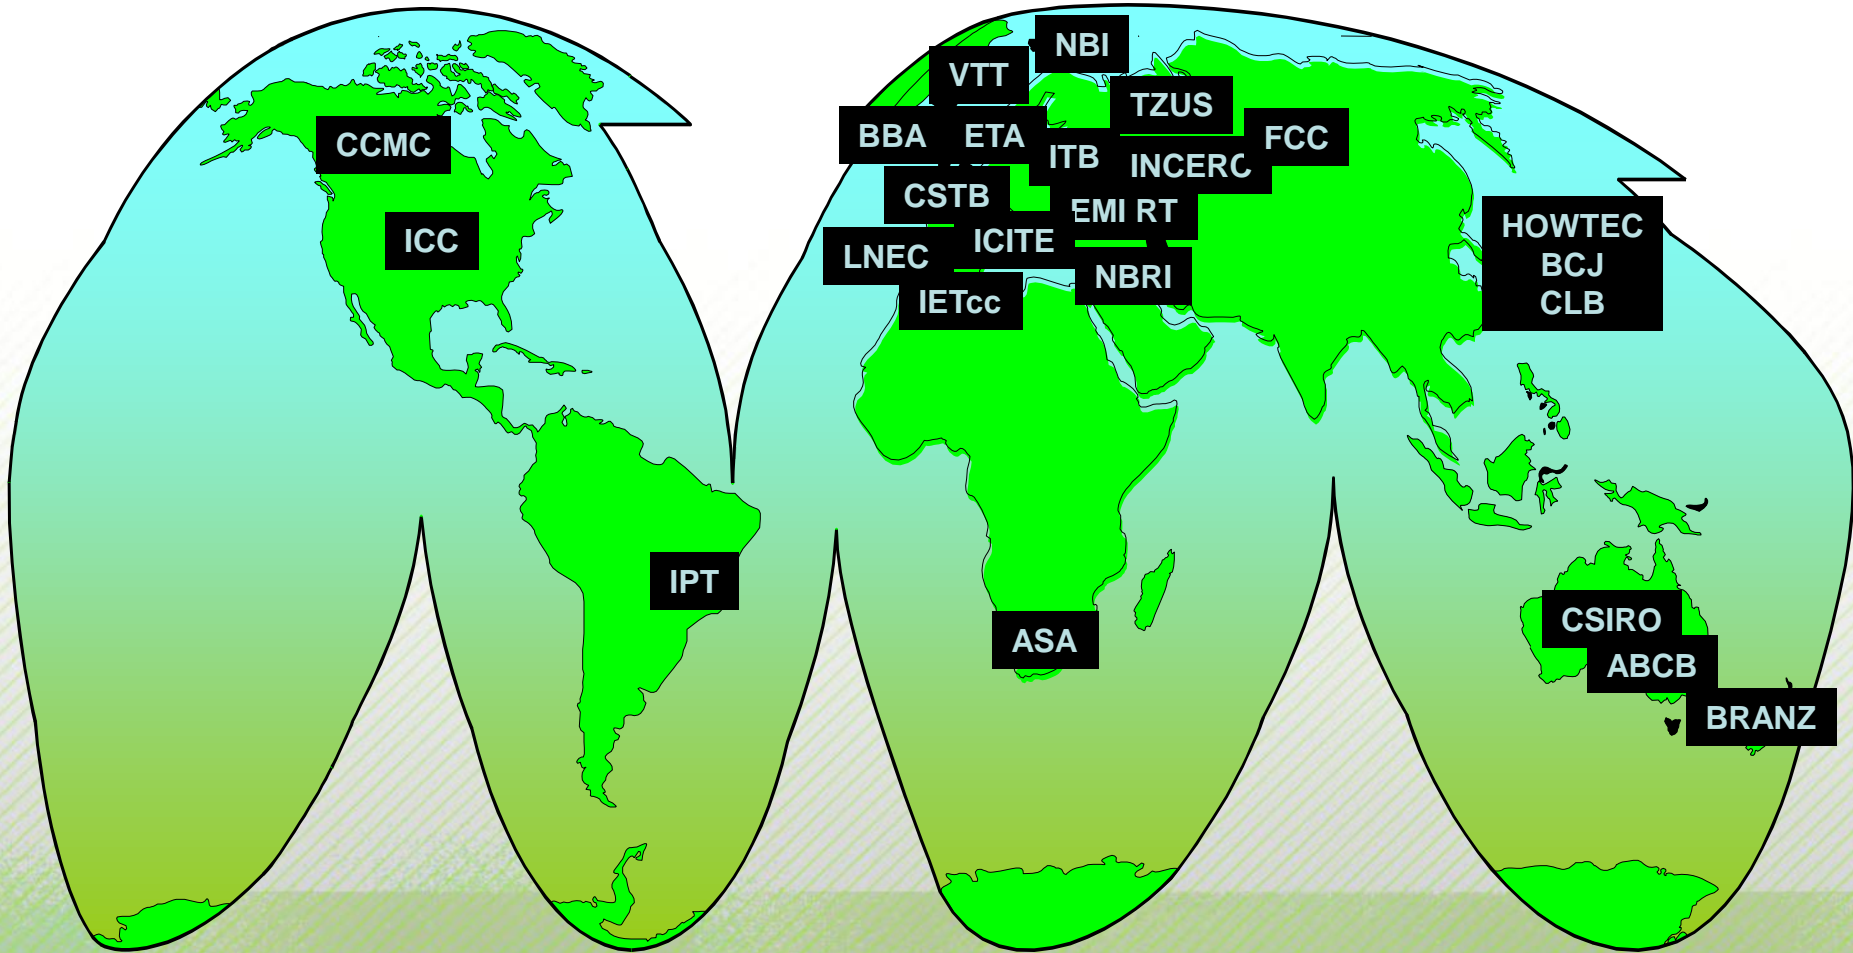 NBI
VTT
TZUS
BBA
ETA
FCC
CCMC
ITB
INCERC
CSTB
EMI RT
ICC
ICITE
LNEC
NBRI
IETcc
HOWTEC
BCJ
CLB
IPT
ASA
CSIRO
ABCB
BRANZ